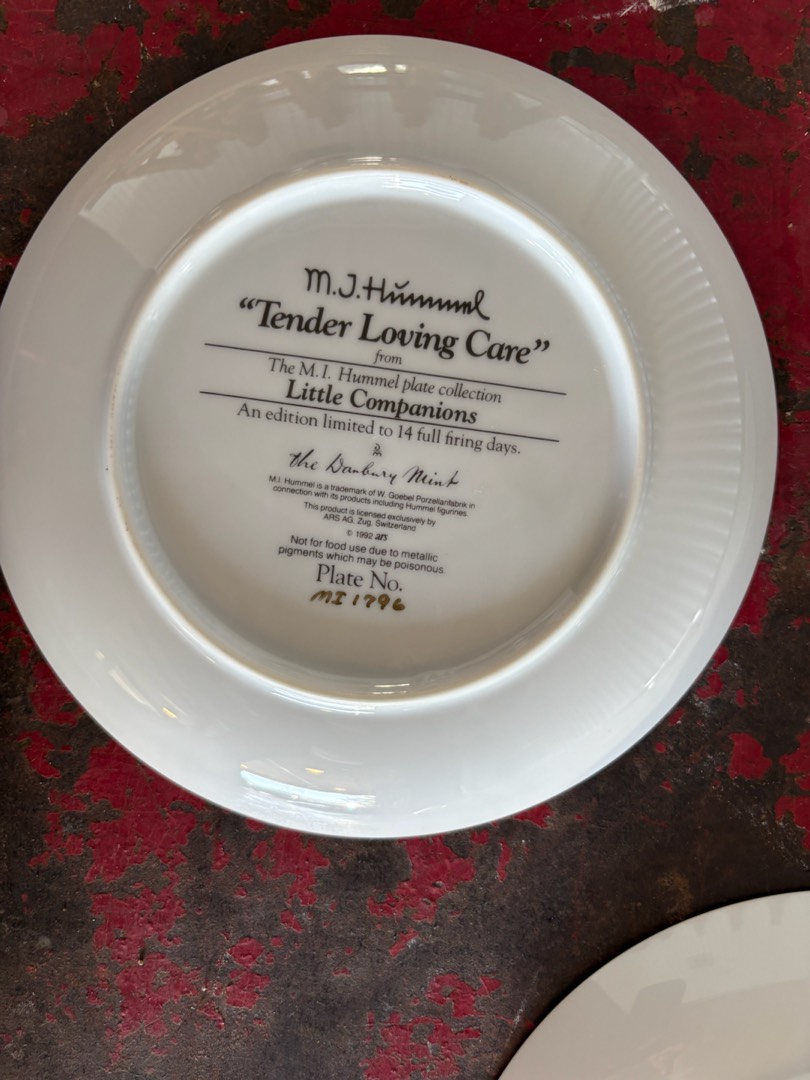 M.J.Hummel
“Tender Loving Care”
from
The M.I. Hummel plate collection
Little Companions
An edition limited to 14 full firing days.
the Danbury Mint
M.I. Hummel is a trademark of W. Goebel Porzellanfabrik in
connection with its products including Hummel figurines.
This product is licensed exclusively by
ARS AG, Zug, Switzerland
© 1992 ars
Not for food use due to metallic
pigments which may be poisonous.
Plate No.
MI 1796